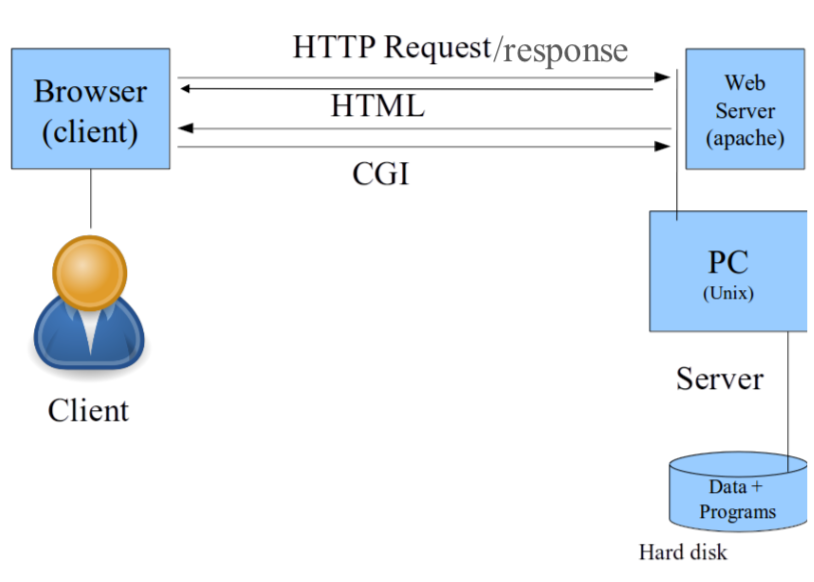 HTTP Request/response
Browser
(client)
HTML
CGI
Web
Server
(apache)
PC
(Unix)
Server
Client
Data +
Programs
Hard disk